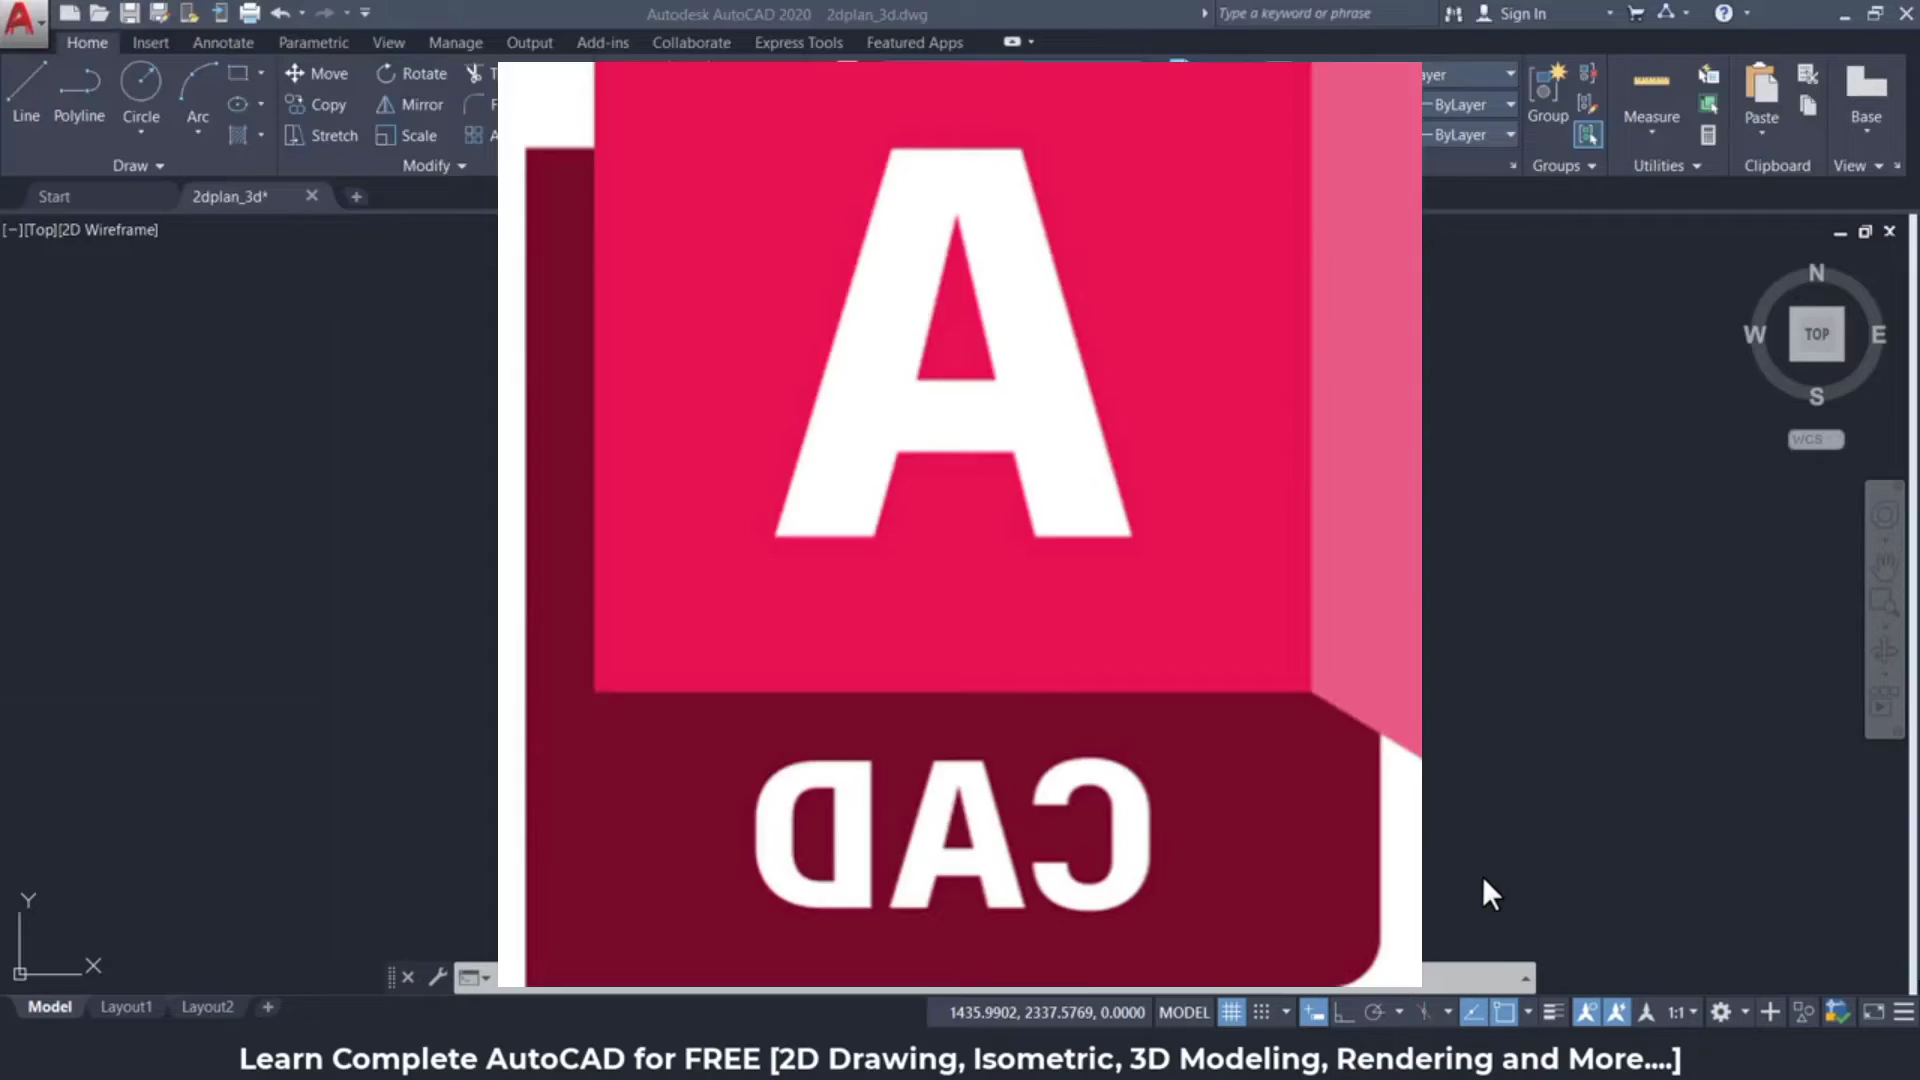 Autodesk AutoCAD 2020 2dplan_3d.dwg
Type a keyword or phrase
Sign In
Home Insert Annotate Parametric View Manage Output Add-ins Collaborate Express Tools Featured Apps
Line Polyline Circle Arc
Move Rotate
Copy Mirror
Stretch Scale
Draw Modify
ByLayer
ByLayer
Group Measure Paste Base
Groups Utilities Clipboard View
Start 2dplan_3d*
[−][Top][2D Wireframe]
N
W TOP E
S
WCS
A
CAD
Y
X
Model Layout1 Layout2
1435.9902, 2337.5769, 0.0000 MODEL 1:1
Learn Complete AutoCAD for FREE [2D Drawing, Isometric, 3D Modeling, Rendering and More....]